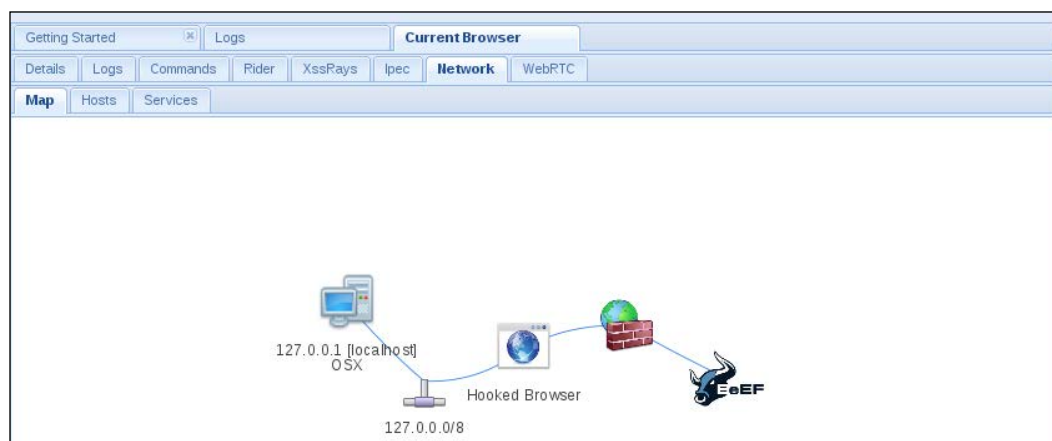 Getting Started Logs Current Browser
Details Logs Commands Rider XssRays Ipec Network WebRTC
Map Hosts Services
127.0.0.1 [localhost]
OSX
Hooked Browser
BeEF
127.0.0.0/8